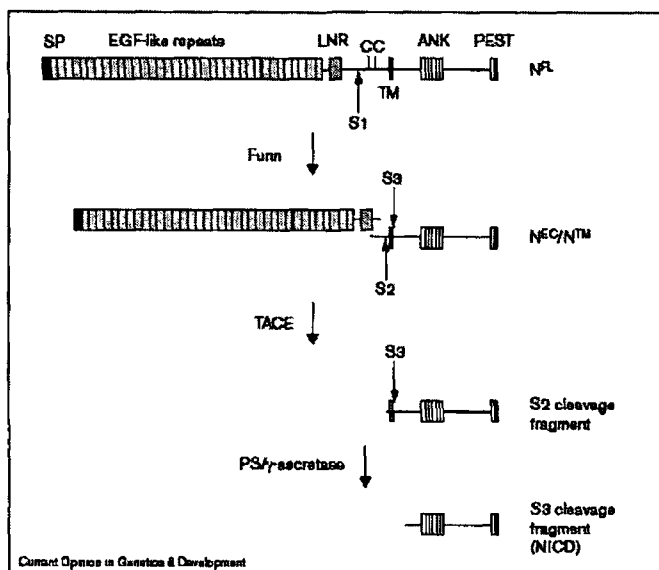 SP EGF-like repeats LNR CC ANK PEST
N^FL
TM
S1
Furin
S3
N^EC/N^TM
S2
TACE
S3
S2 cleavage
fragment
PS/γ-secretase
S3 cleavage
fragment
(NICD)
Current Opinion in Genetics & Development